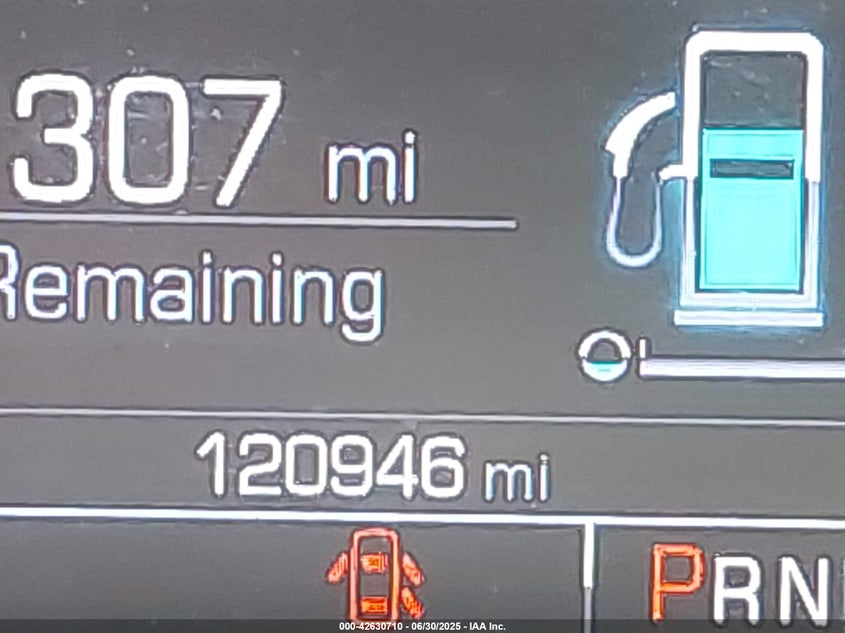 307 mi
Remaining
120946 mi
PRN
000-42630710 - 06/30/2025 - IAA Inc.